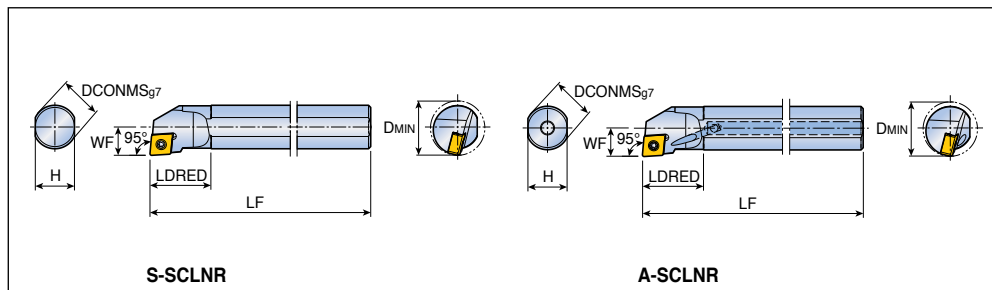 DCONMSg7
WF
95°
H
LDRED
LF
DMIN
S-SCLNR
DCONMSg7
WF
95°
H
LDRED
LF
DMIN
A-SCLNR